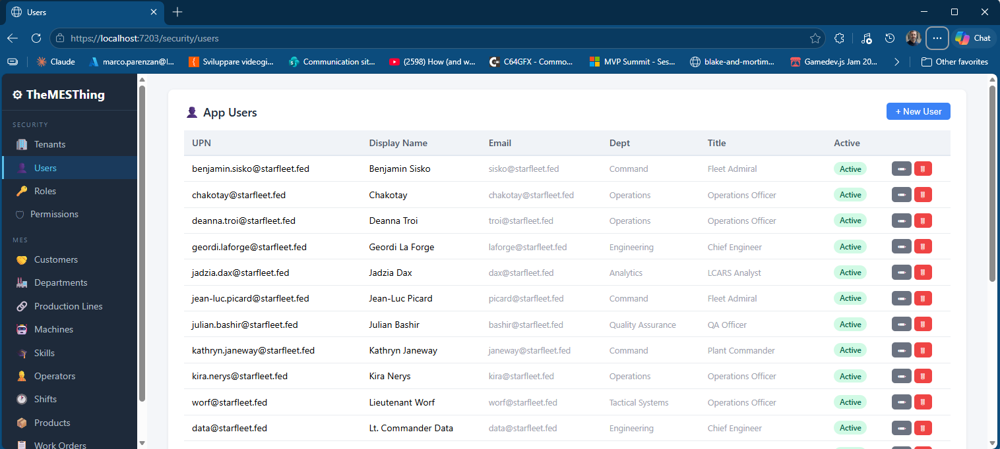 Users
https://localhost:7203/security/users
Chat
Claude
marco.parenzan@l...
Sviluppare videogi...
Communication sit...
(2598) How (and w...
C64GFX - Commo...
MVP Summit - Ses...
blake-and-mortim...
Gamedev.js Jam 20...
Other favorites
TheMESThing
SECURITY
Tenants
Users
Roles
Permissions
MES
Customers
Departments
Production Lines
Machines
Skills
Operators
Shifts
Products
Work Orders
App Users
+ New User
UPN Display Name Email Dept Title Active
benjamin.sisko@starfleet.fed Benjamin Sisko sisko@starfleet.fed Command Fleet Admiral Active
chakotay@starfleet.fed Chakotay chakotay@starfleet.fed Operations Operations Officer Active
deanna.troi@starfleet.fed Deanna Troi troi@starfleet.fed Operations Operations Officer Active
geordi.laforge@starfleet.fed Geordi La Forge laforge@starfleet.fed Engineering Chief Engineer Active
jadzia.dax@starfleet.fed Jadzia Dax dax@starfleet.fed Analytics LCARS Analyst Active
jean-luc.picard@starfleet.fed Jean-Luc Picard picard@starfleet.fed Command Fleet Admiral Active
julian.bashir@starfleet.fed Julian Bashir bashir@starfleet.fed Quality Assurance QA Officer Active
kathryn.janeway@starfleet.fed Kathryn Janeway janeway@starfleet.fed Command Plant Commander Active
kira.nerys@starfleet.fed Kira Nerys kira@starfleet.fed Operations Operations Officer Active
worf@starfleet.fed Lieutenant Worf worf@starfleet.fed Tactical Systems Operations Officer Active
data@starfleet.fed Lt. Commander Data data@starfleet.fed Engineering Chief Engineer Active